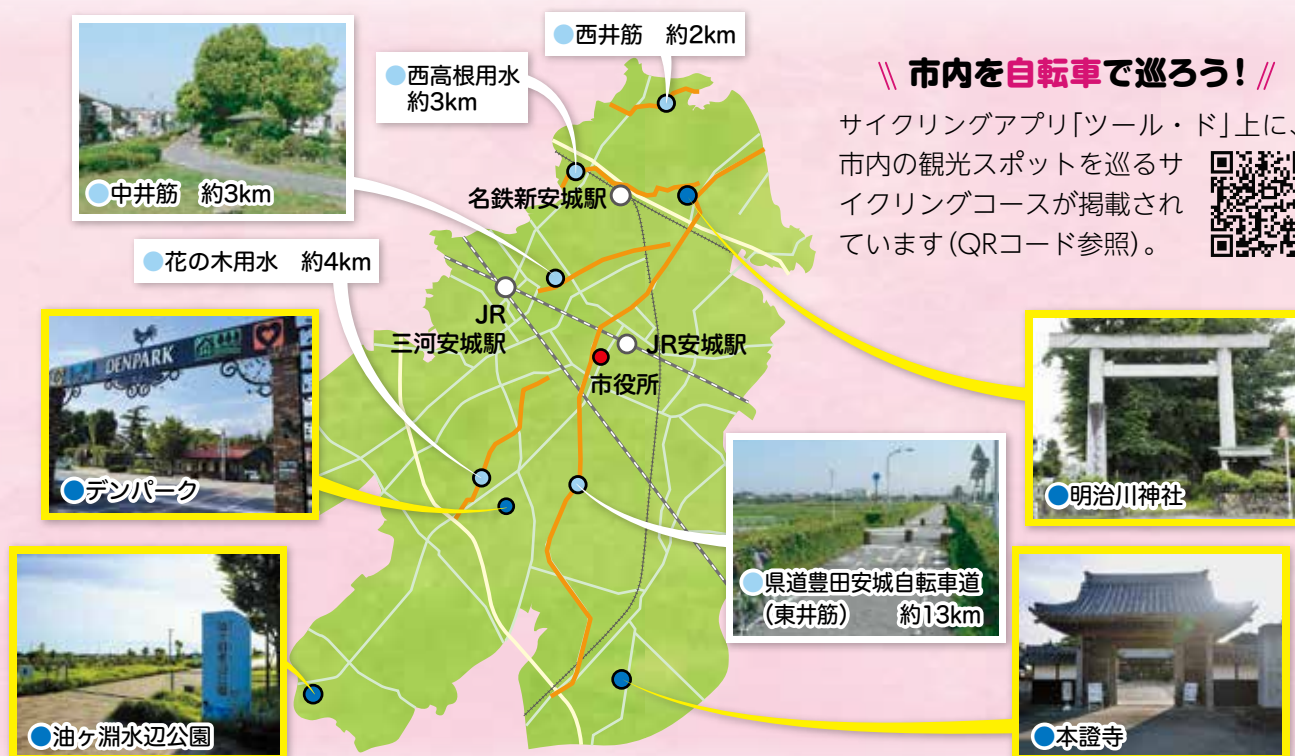 西井筋 約2km
西高根用水
約3km
市内を自転車で巡ろう!
サイクリングアプリ「ツール・ド」上に、
市内の観光スポットを巡るサ
イクリングコースが掲載され
ています(QRコード参照)。
中井筋 約3km
名鉄新安城駅
花の木用水 約4km
JR
三河安城駅
JR安城駅
市役所
DENPARK
デンパーク
明治川神社
県道豊田安城自転車道
(東井筋) 約13km
油ヶ淵水辺公園
本證寺